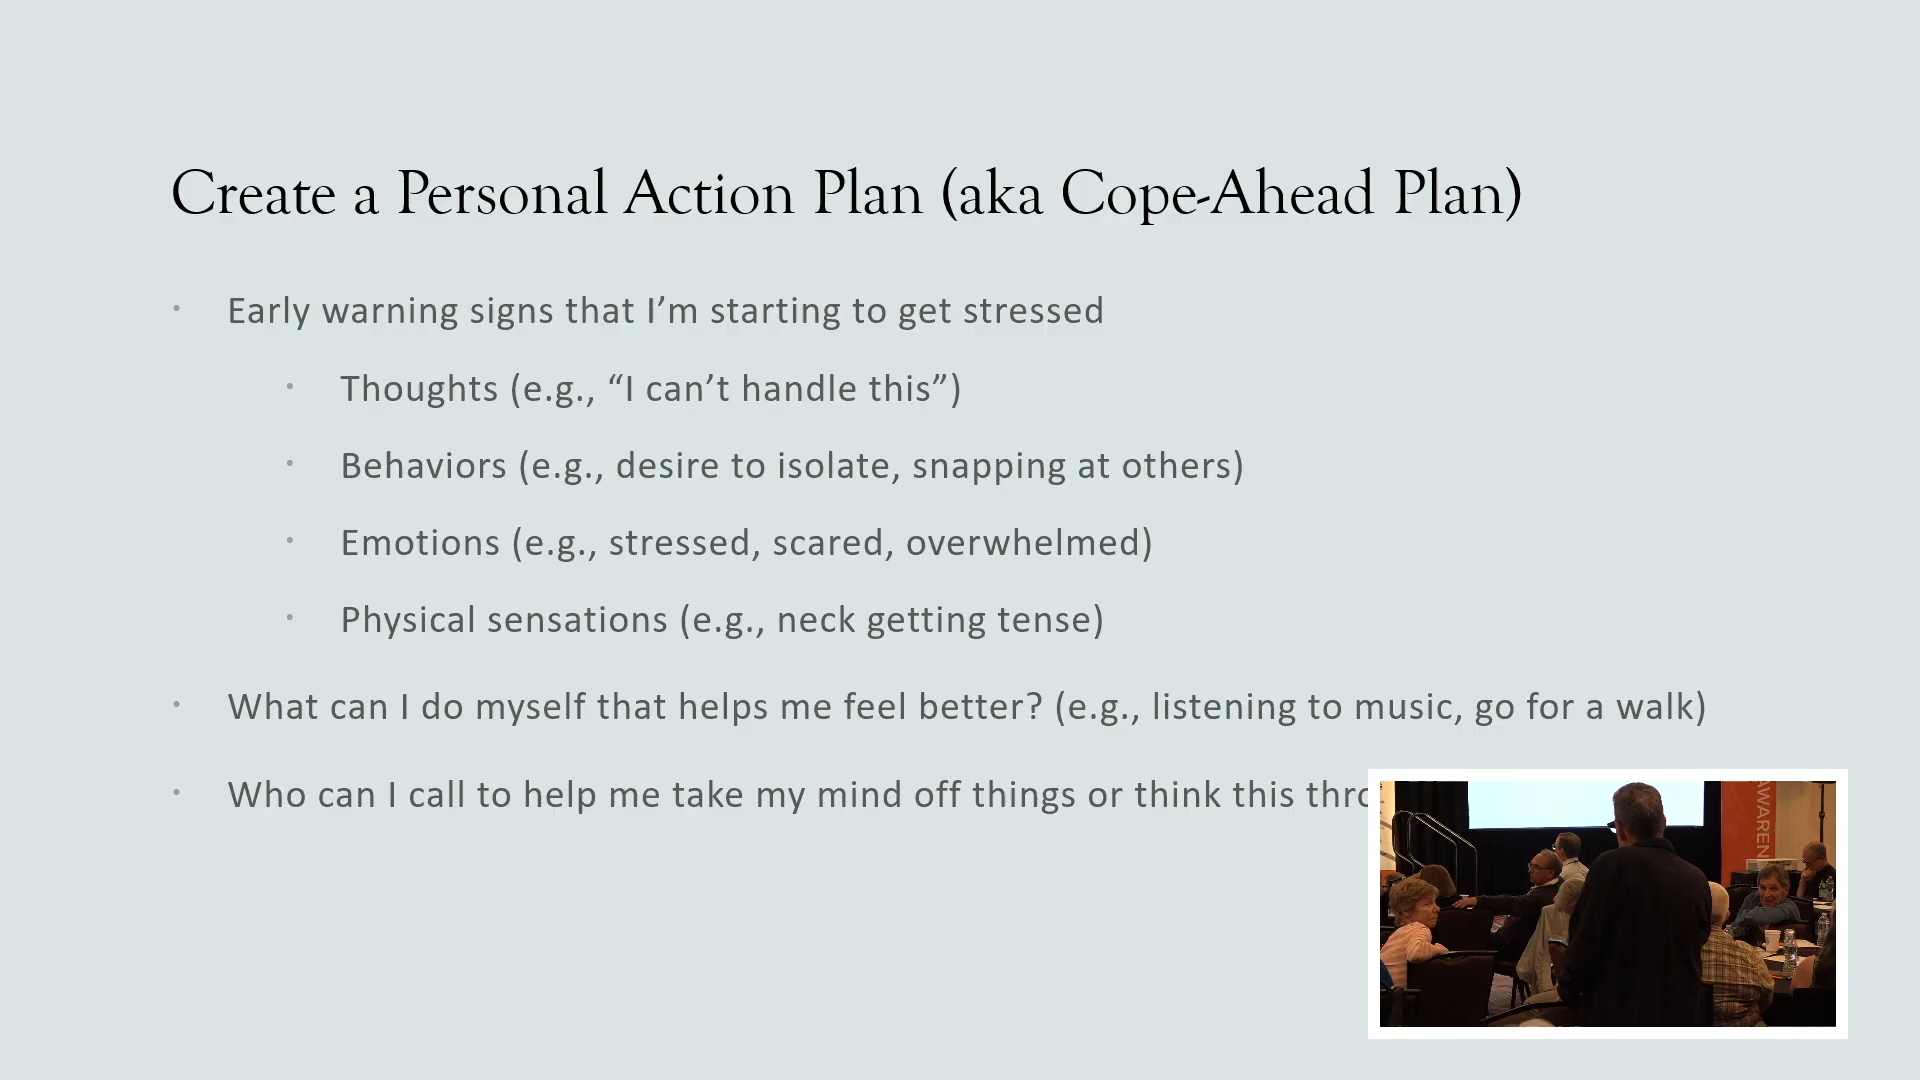 Create a Personal Action Plan (aka Cope-Ahead Plan)
Early warning signs that I’m starting to get stressed
Thoughts (e.g., “I can’t handle this”)
Behaviors (e.g., desire to isolate, snapping at others)
Emotions (e.g., stressed, scared, overwhelmed)
Physical sensations (e.g., neck getting tense)
What can I do myself that helps me feel better? (e.g., listening to music, go for a walk)
Who can I call to help me take my mind off things or think this